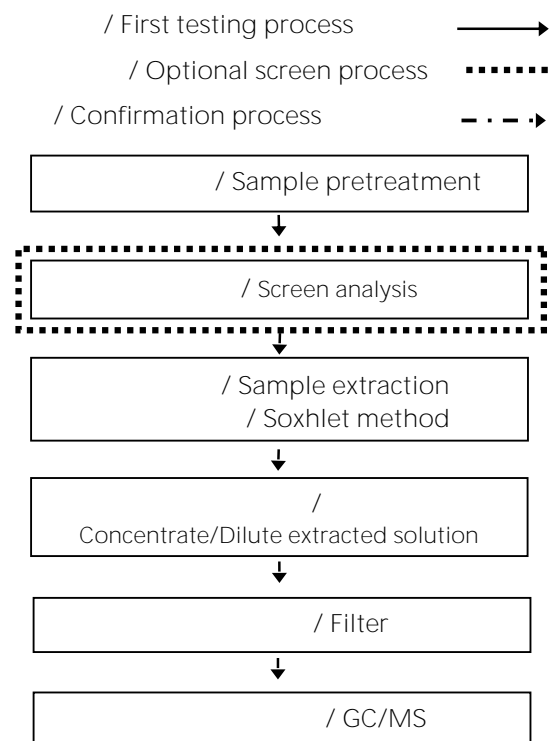 / First testing process
/ Optional screen process
/ Confirmation process
/ Sample pretreatment
/ Screen analysis
/ Sample extraction
/ Soxhlet method
/
Concentrate/Dilute extracted solution
/ Filter
/ GC/MS